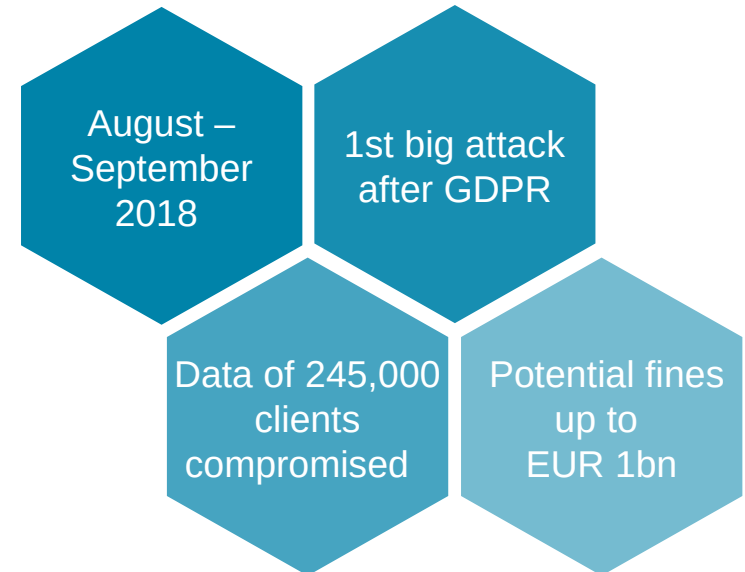 August –
September
2018
1st big attack
after GDPR
Data of 245,000
clients
compromised
Potential fines
up to
EUR 1bn